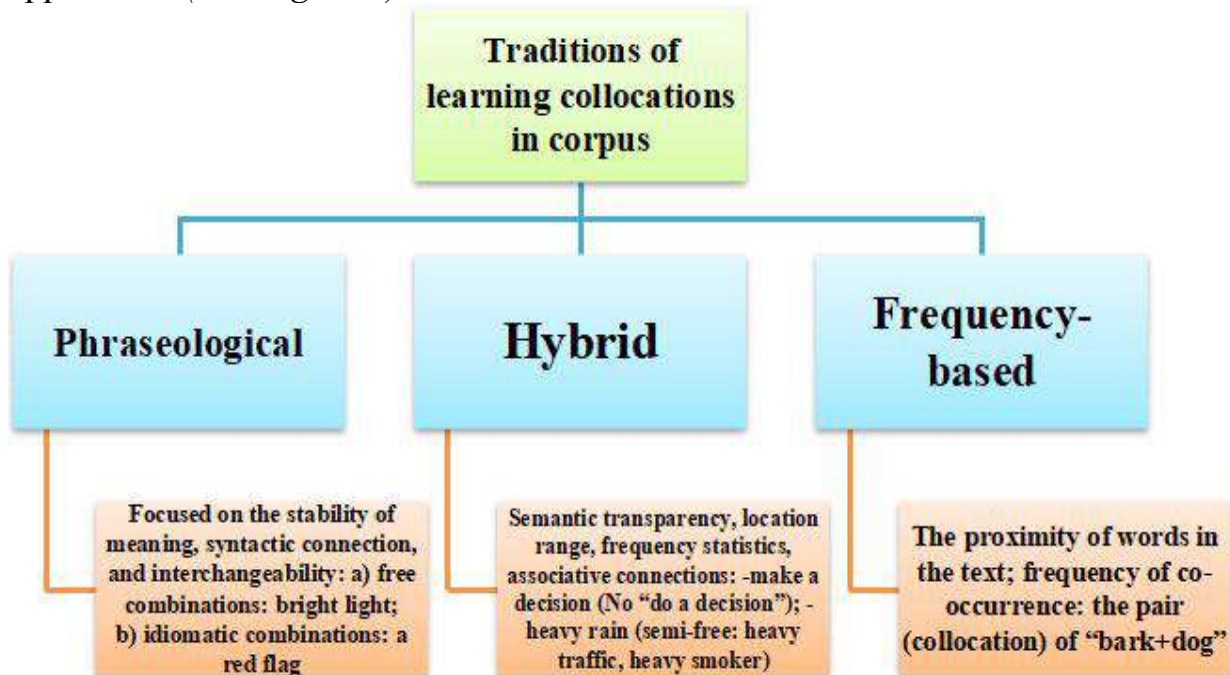 Traditions of
learning collocations
in corpus
Phraseological
Hybrid
Frequency-
based
Focused on the stability of
meaning, syntactic connection,
and interchangeability: a) free
combinations: bright light;
b) idiomatic combinations: a
red flag
Semantic transparency, location
range, frequency statistics,
associative connections: -make a
decision (No “do a decision”); -
heavy rain (semi-free: heavy
traffic, heavy smoker)
The proximity of words in
the text; frequency of co-
occurrence: the pair
(collocation) of “bark+dog”